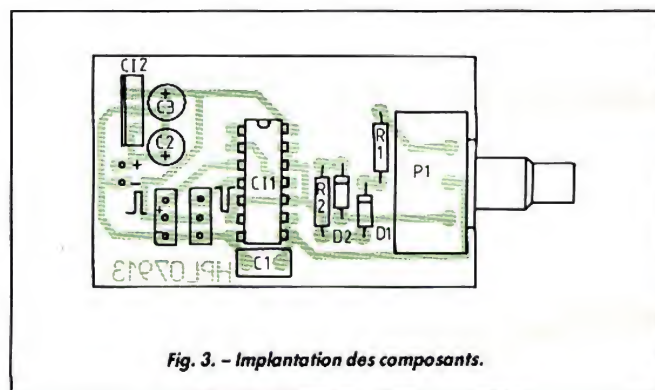 CI2
C3
C2
+
−
CI1
R1
R2
D2
D1
P1
C1
HPL07913
Fig. 3. – Implantation des composants.